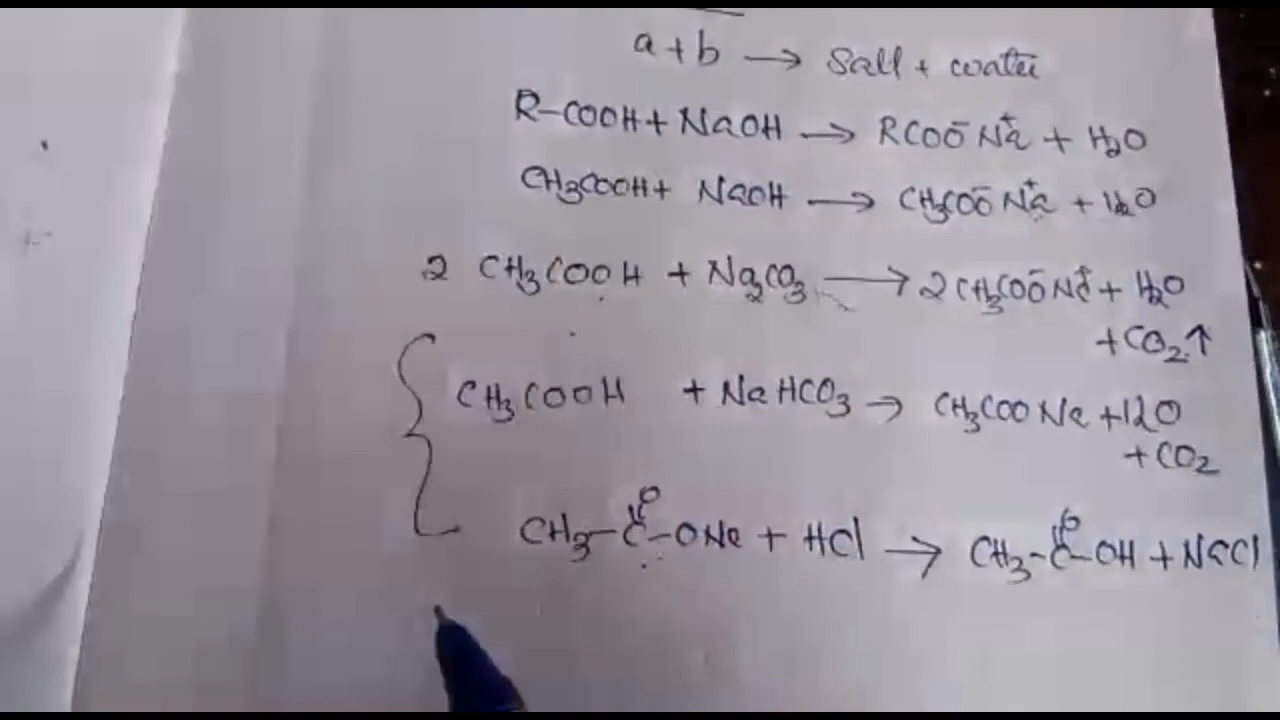 a + b → Salt + water
R-COOH + NaOH → RCOO⁻ Na⁺ + H₂O
CH₃COOH + NaOH → CH₃COO⁻ Na⁺ + H₂O
2 CH₃COOH + Na₂CO₃ → 2 CH₃COO⁻ Na⁺ + H₂O
+ CO₂ ↑
CH₃COOH + NaHCO₃ → CH₃COONa + H₂O
+ CO₂
O O
CH₃-C-ONa + HCl → CH₃-C-OH + NaCl